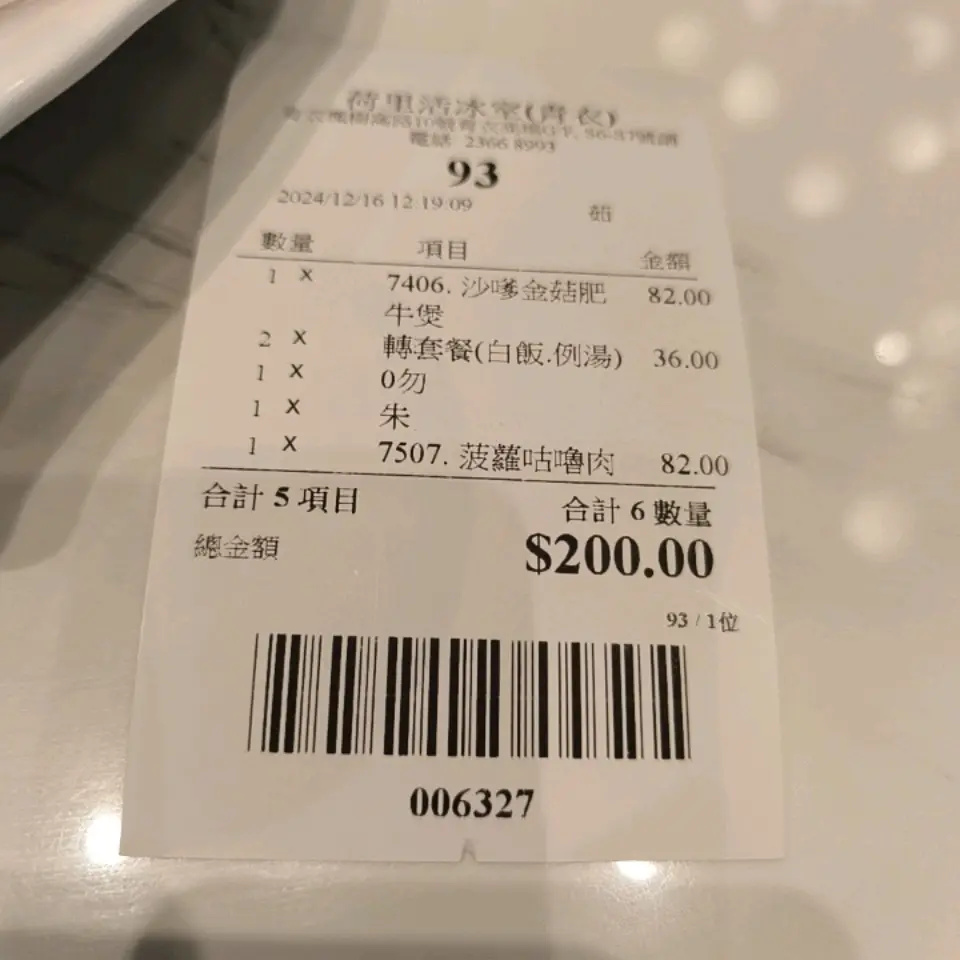 荷里活冰室(青衣)
電話 2366 8993
93
2024/12/16 12:19:09 茹
數量 項目 金額
1 X 7406. 沙嗲金菇肥 82.00
牛煲
2 X 轉套餐(白飯.例湯) 36.00
1 X 0勿
1 X 朱
1 X 7507. 菠蘿咕嚕肉 82.00
合計 5 項目 合計 6 數量
總金額 $200.00
93 / 1位
006327